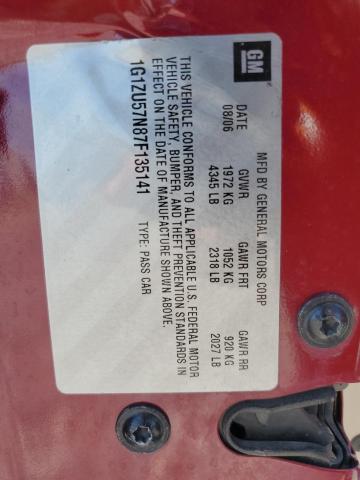 GM
MFD BY GENERAL MOTORS CORP
DATE GVWR GAWR FRT GAWR RR
08/06 1972 KG 1052 KG 920 KG
4345 LB 2318 LB 2027 LB
THIS VEHICLE CONFORMS TO ALL APPLICABLE U.S. FEDERAL MOTOR
VEHICLE SAFETY, BUMPER, AND THEFT PREVENTION STANDARDS IN
EFFECT ON THE DATE OF MANUFACTURE SHOWN ABOVE.
1G1ZU57N87F135141 TYPE: PASS CAR